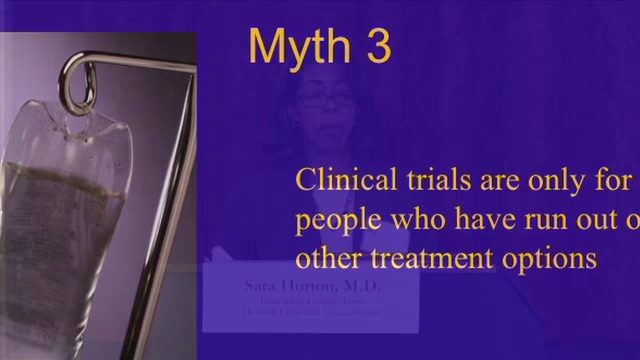 Myth 3
Clinical trials are only for
people who have run out o
other treatment options
Sara Horton, M.D.